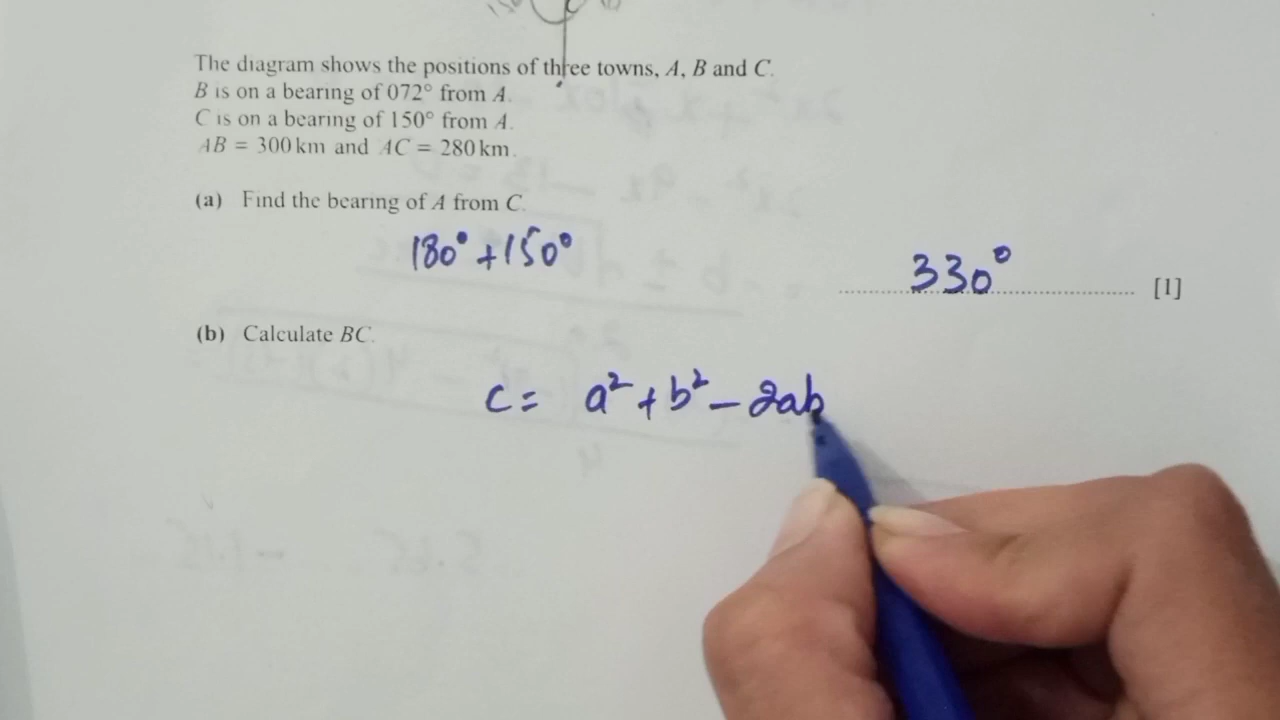 The diagram shows the positions of three towns, A, B and C.
B is on a bearing of 072° from A.
C is on a bearing of 150° from A.
AB = 300 km and AC = 280 km.
(a) Find the bearing of A from C.
180° + 150°
330°
[1]
(b) Calculate BC.
c = a² + b² − 2ab